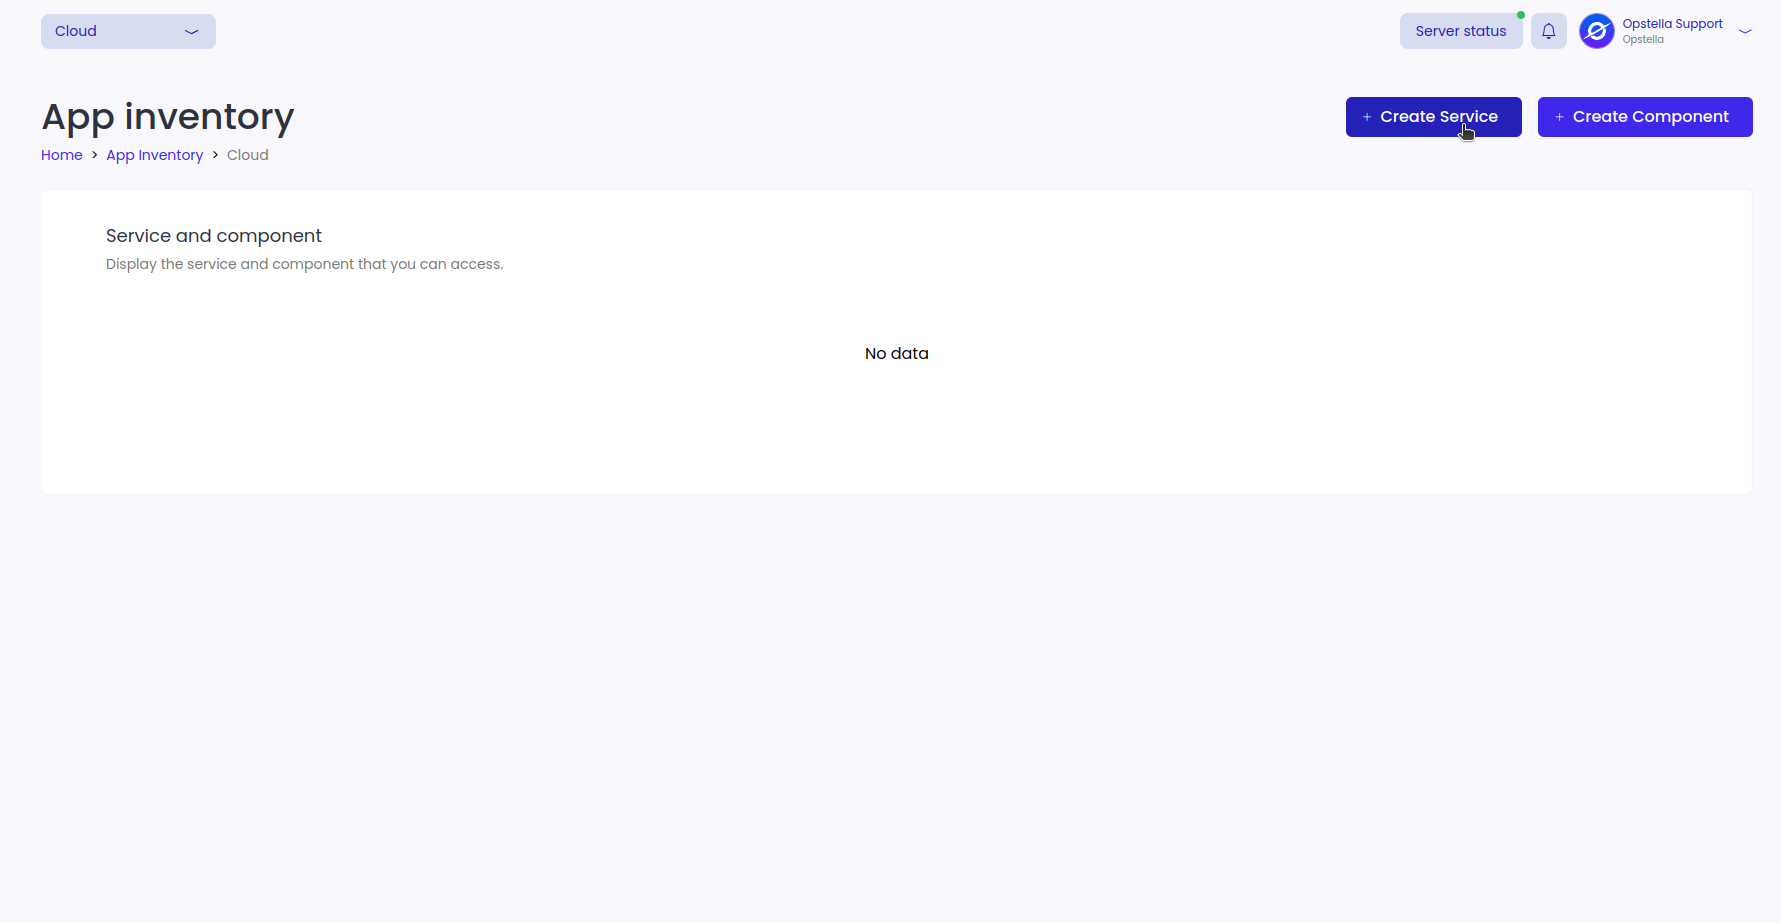 Cloud
Server status
Opstella Support
Opstella
App inventory
+ Create Service
+ Create Component
Home > App Inventory > Cloud
Service and component
Display the service and component that you can access.
No data